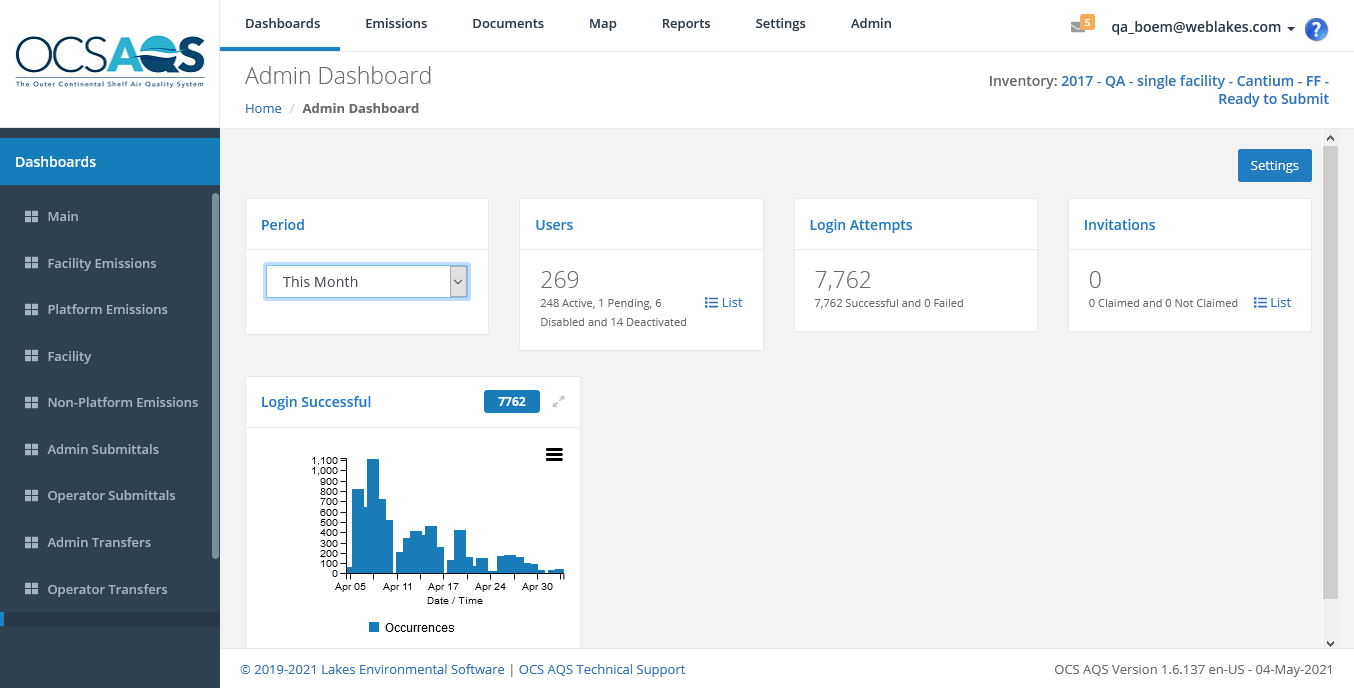 OCSAQS
The Outer Continental Shelf Air Quality System
Dashboards Emissions Documents Map Reports Settings Admin
5 qa_boem@weblakes.com ?
Admin Dashboard
Home / Admin Dashboard
Inventory: 2017 - QA - single facility - Cantium - FF -
Ready to Submit
Dashboards
Main
Facility Emissions
Platform Emissions
Facility
Non-Platform Emissions
Admin Submittals
Operator Submittals
Admin Transfers
Operator Transfers
Settings
Period
This Month
Users
269
248 Active, 1 Pending, 6
Disabled and 14 Deactivated
List
Login Attempts
7,762
7,762 Successful and 0 Failed
Invitations
0
0 Claimed and 0 Not Claimed
List
Login Successful 7762
1,100
1,000
900
800
700
600
500
400
300
200
100
0
Apr 05 Apr 11 Apr 17 Apr 24 Apr 30
Date / Time
Occurrences
© 2019-2021 Lakes Environmental Software | OCS AQS Technical Support
OCS AQS Version 1.6.137 en-US - 04-May-2021